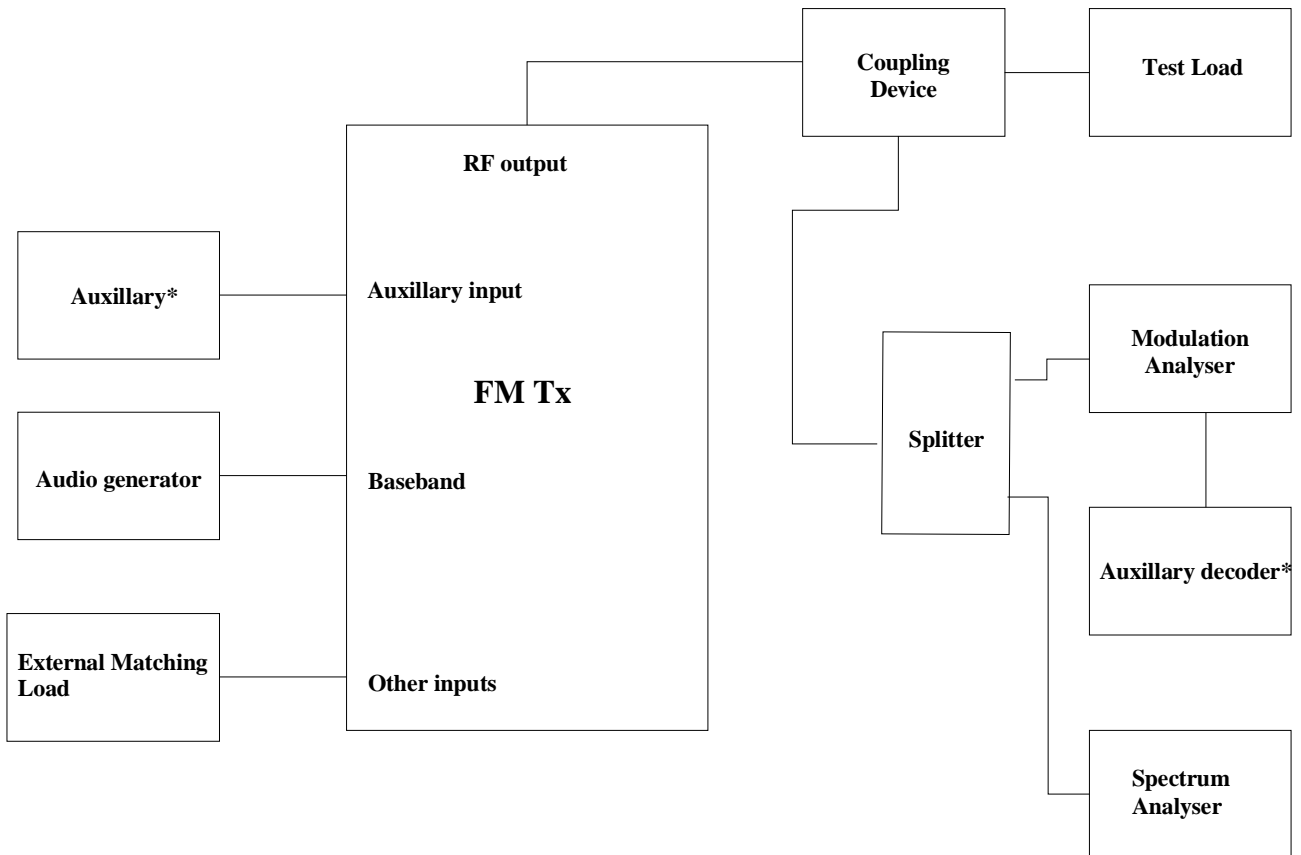 Coupling
Device
Test Load
RF output
Auxillary*
Auxillary input
FM Tx
Modulation
Analyser
Splitter
Audio generator
Baseband
Auxillary decoder*
External Matching
Load
Other inputs
Spectrum
Analyser